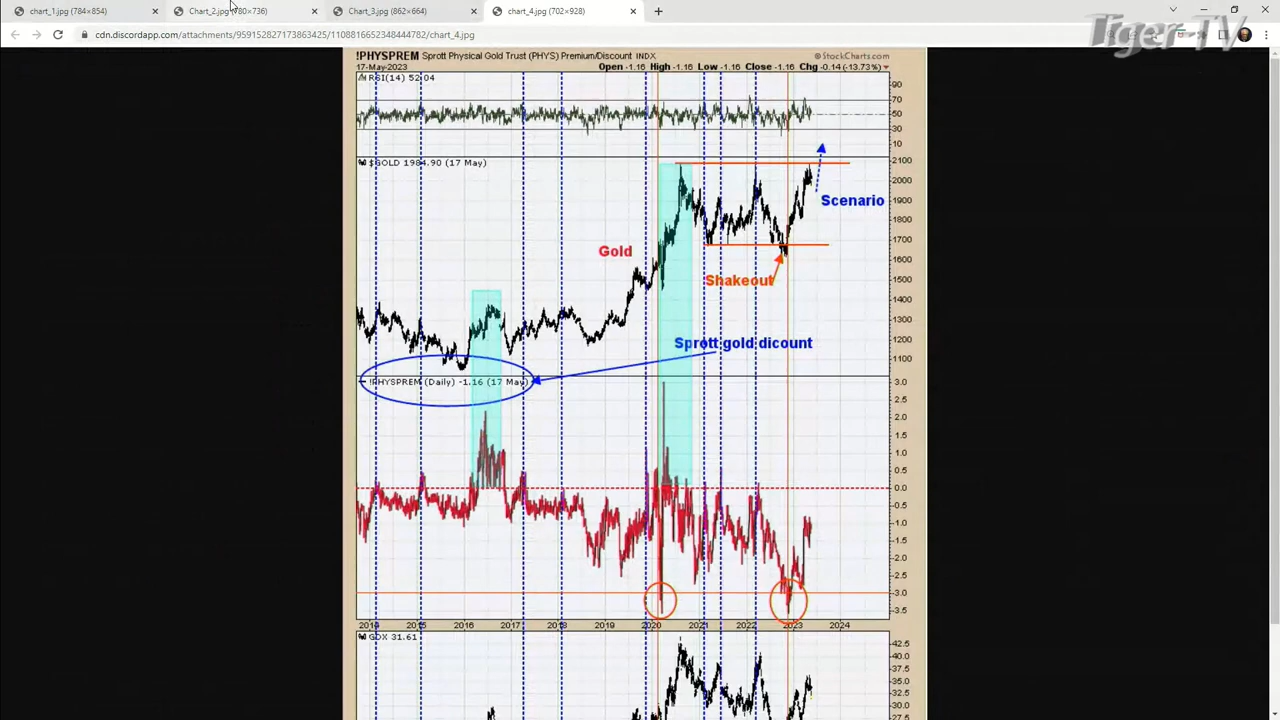 chart_1.jpg (784×854)
Chart_2.jpg (780×736)
Chart_3.jpg (862×664)
chart_4.jpg (702×928)
Tiger TV
cdn.discordapp.com/attachments/959152827173863425/1108816652348444782/chart_4.jpg
!PHYSPREM Sprott Physical Gold Trust (PHYS) Premium/Discount INDX
© StockCharts.com
17-May-2023
Open -1.16 High -1.16 Low -1.16 Close -1.16 Chg -0.14 (-13.73%)
RSI(14) 52.04
90
70
50
30
10
$GOLD 1984.90 (17 May)
2100
2000
1900
1800
1700
1600
1500
1400
1300
1200
1100
Scenario
Gold
Shakeout
Sprott gold dicount
!PHYSPREM (Daily) -1.16 (17 May)
3.0
2.5
2.0
1.5
1.0
0.5
0.0
-0.5
-1.0
-1.5
-2.0
-2.5
-3.0
-3.5
2014 2015 2016 2017 2018 2019 2020 2021 2022 2023 2024
GDX 31.61
42.5
40.0
37.5
35.0
32.5
30.0
27.5